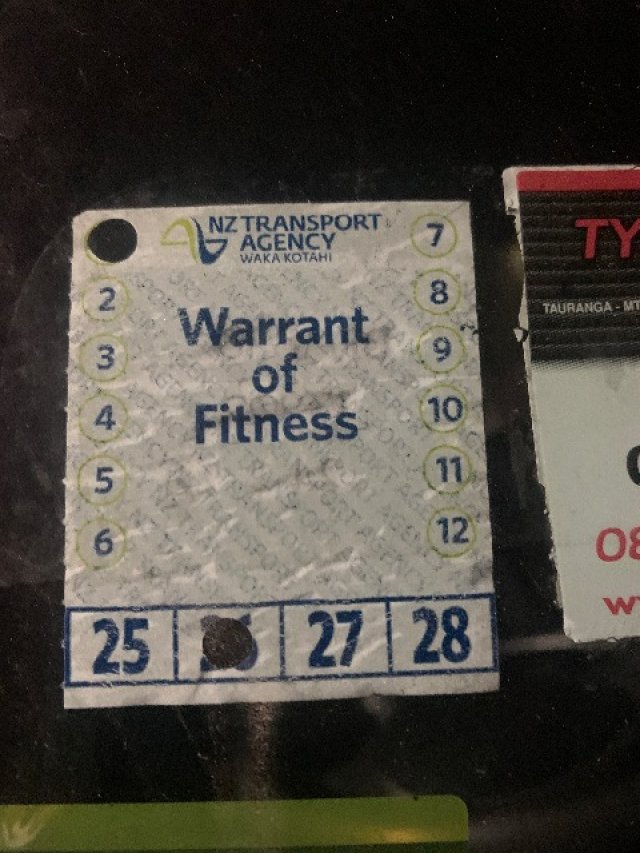 NZ TRANSPORT
AGENCY
WAKA KOTAHI
Warrant
of
Fitness
2
3
4
5
6
7
8
9
10
11
12
25
27
28
TY
TAURANGA - MT
08